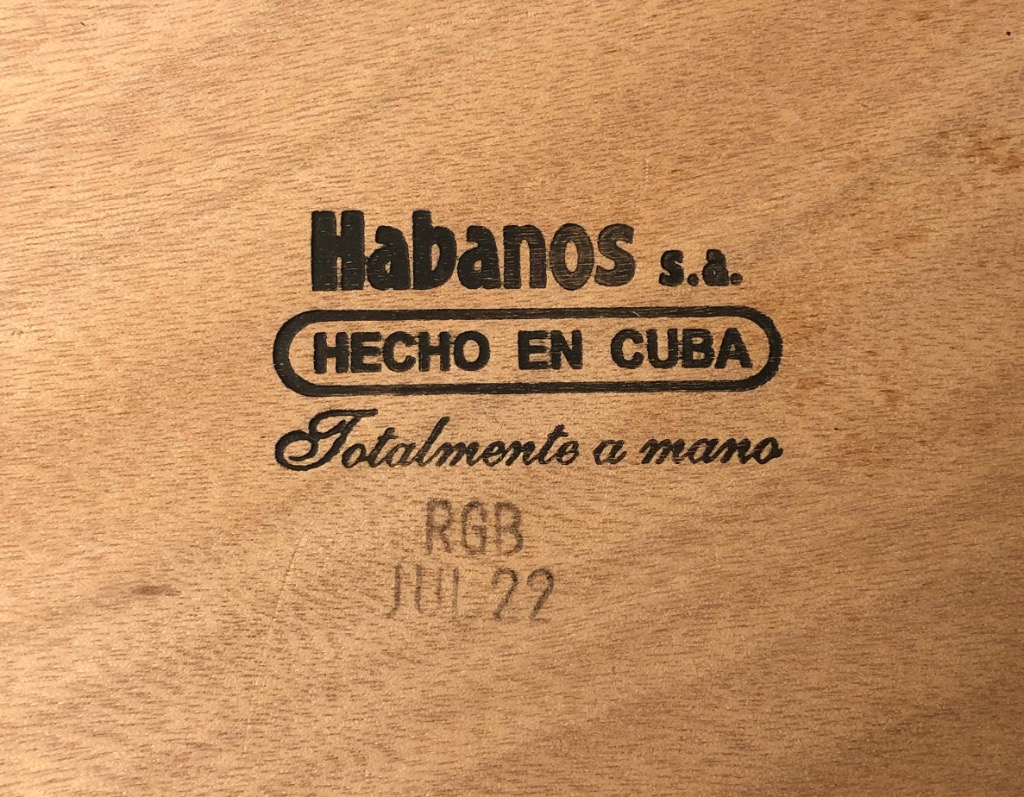 Habanos s.a.
HECHO EN CUBA
Totalmente a mano
RGB
JUL 22